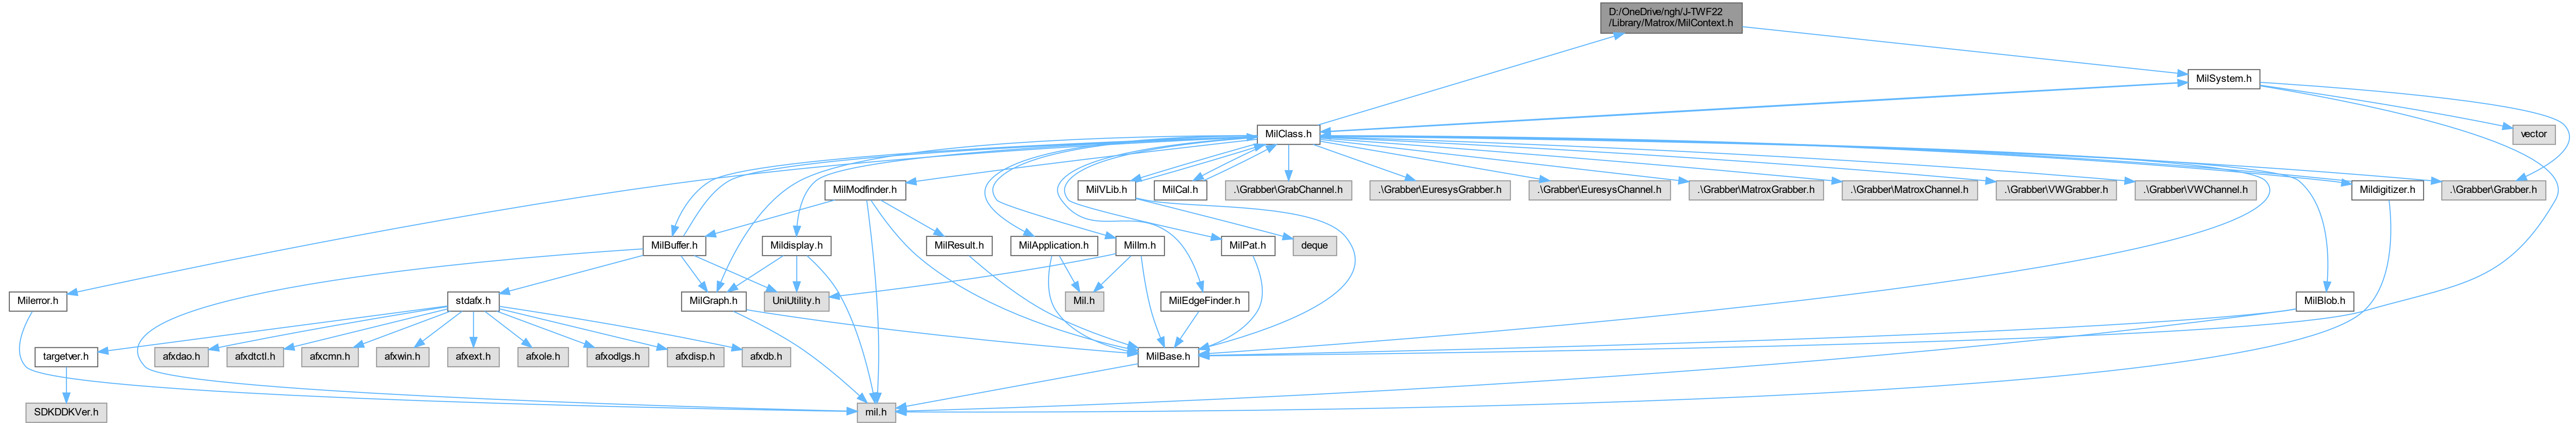 D:/OneDrive/ngh/J-TWF22
/Library/Matrox/MilContext.h
MilSystem.h
MilClass.h
vector
MilModfinder.h
MilVLib.h
MilCal.h
.\Grabber\GrabChannel.h
.\Grabber\EuresysGrabber.h
.\Grabber\EuresysChannel.h
.\Grabber\MatroxGrabber.h
.\Grabber\MatroxChannel.h
.\Grabber\VWGrabber.h
.\Grabber\VWChannel.h
Mildigitizer.h
.\Grabber\Grabber.h
MilBuffer.h
Mildisplay.h
MilResult.h
MilApplication.h
MilIm.h
MilPat.h
deque
Milerror.h
stdafx.h
MilGraph.h
UniUtility.h
Mil.h
MilEdgeFinder.h
MilBlob.h
targetver.h
afxdao.h
afxdtctl.h
afxcmn.h
afxwin.h
afxext.h
afxole.h
afxodlgs.h
afxdisp.h
afxdb.h
MilBase.h
SDKDDKVer.h
mil.h